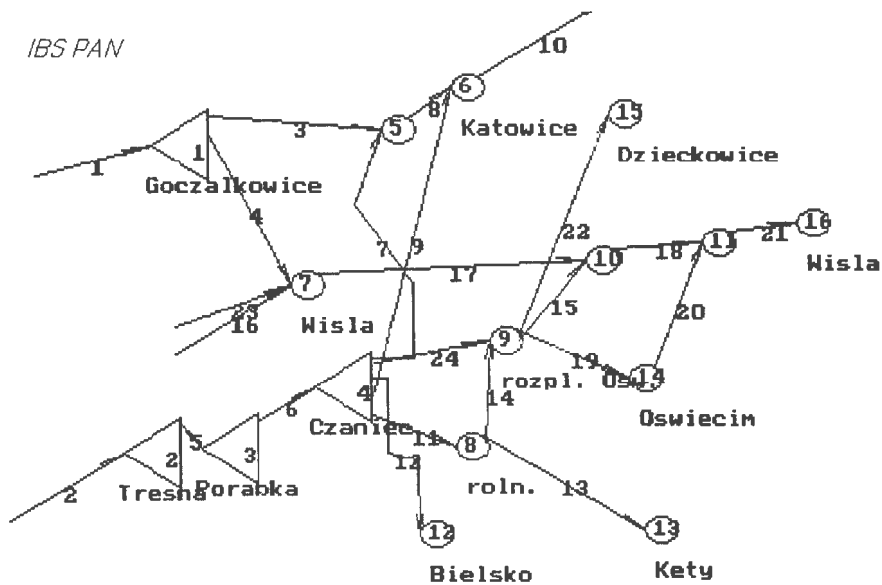 IBS PAN
10
6
8
5
Katowice
15
Dzieckowice
3
1
1
Goczalkowice
4
7
9
22
16
Wisla
11
21
18
10
17
7
23
16
Wisla
15
20
9
24
19
14
rozpl. Osw.
Oswiecim
4
6
Czaniec
14
11
8
12
5
2
3
2
Tresna
Porabka
roln.
13
12
Bielsko
13
Kety